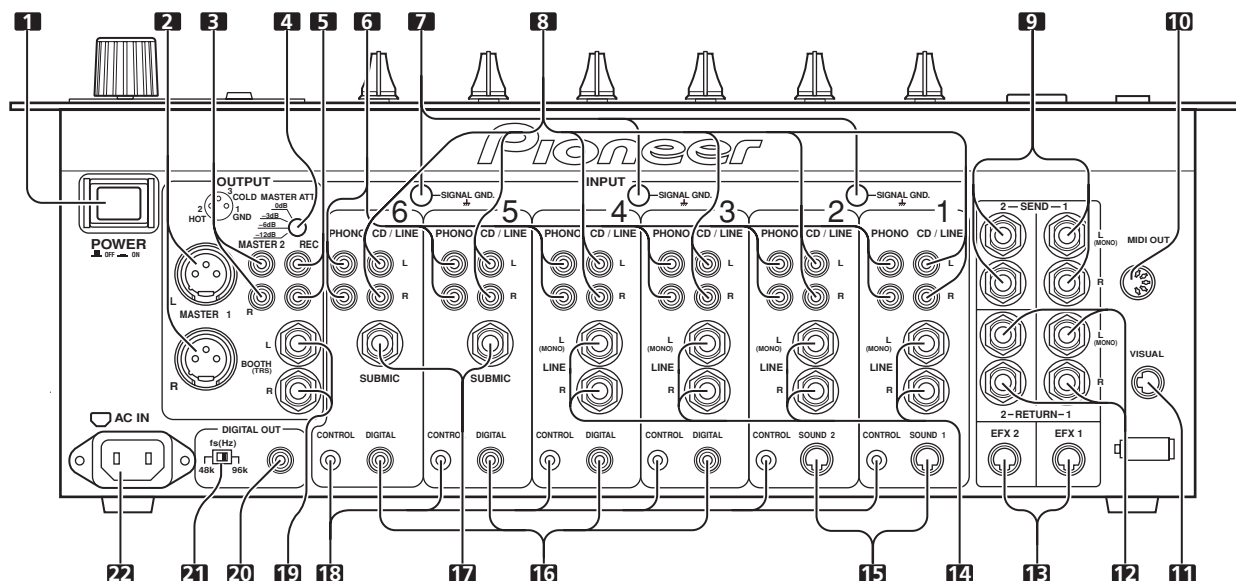 1 2 3 4 5 6 7 8 9 10
Pioneer
OUTPUT
INPUT
3
COLD MASTER ATT.
2 1
HOT GND
0dB
–3dB
–6dB
–12dB
MASTER 2 REC
SIGNAL GND.
SIGNAL GND.
SIGNAL GND.
POWER
OFF ON
6 5 4 3 2 1
PHONO CD / LINE PHONO CD / LINE PHONO CD / LINE PHONO CD / LINE PHONO CD / LINE PHONO CD / LINE
2 — SEND — 1
L
(MONO)
MIDI OUT
L L L L L L
R R R R R R R R
L
MASTER 1
R
L
BOOTH
(TRS)
R
SUBMIC SUBMIC
L
(MONO)
LINE
R
L
(MONO)
LINE
R
L
(MONO)
LINE
R
L
(MONO)
LINE
R
L
(MONO)
R
VISUAL
2 — RETURN — 1
AC IN
DIGITAL OUT
fs(Hz)
48k 96k
CONTROL DIGITAL CONTROL DIGITAL CONTROL DIGITAL CONTROL DIGITAL CONTROL SOUND 2 CONTROL SOUND 1
EFX 2 EFX 1
22 21 20 19 18 17 16 15 14 13 12 11